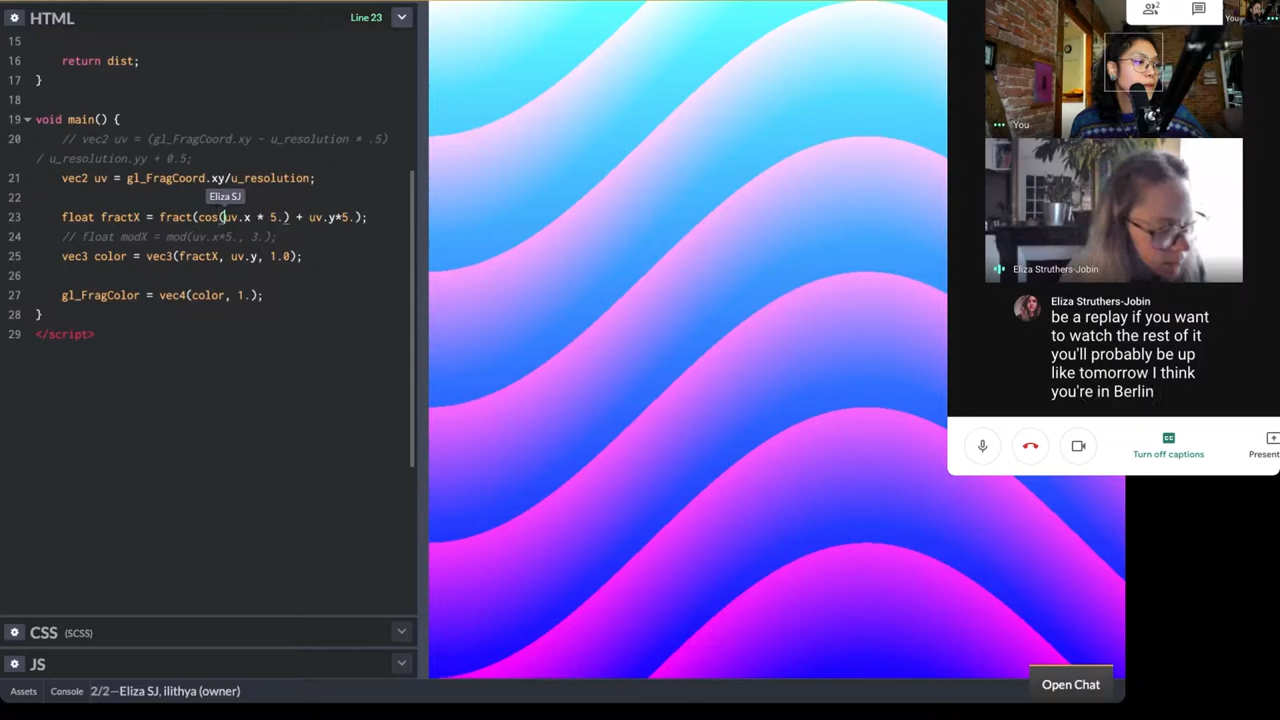 HTML
Line 23
15
16 return dist;
17 }
18
19 void main() {
20 // vec2 uv = (gl_FragCoord.xy - u_resolution * .5)
/ u_resolution.yy + 0.5;
21 vec2 uv = gl_FragCoord.xy/u_resolution;
22
Eliza SJ
23 float fractX = fract(cos(uv.x * 5.) + uv.y*5.);
24 // float modX = mod(uv.x*5., 3.);
25 vec3 color = vec3(fractX, uv.y, 1.0);
26
27 gl_FragColor = vec4(color, 1.);
28 }
29 </script>
CSS (SCSS)
JS
Assets Console 2/2—Eliza SJ, ilithya (owner)
Open Chat
2
You
You
Eliza Struthers-Jobin
Eliza Struthers-Jobin
be a replay if you want
to watch the rest of it
you'll probably be up
like tomorrow I think
you're in Berlin
Turn off captions
Present